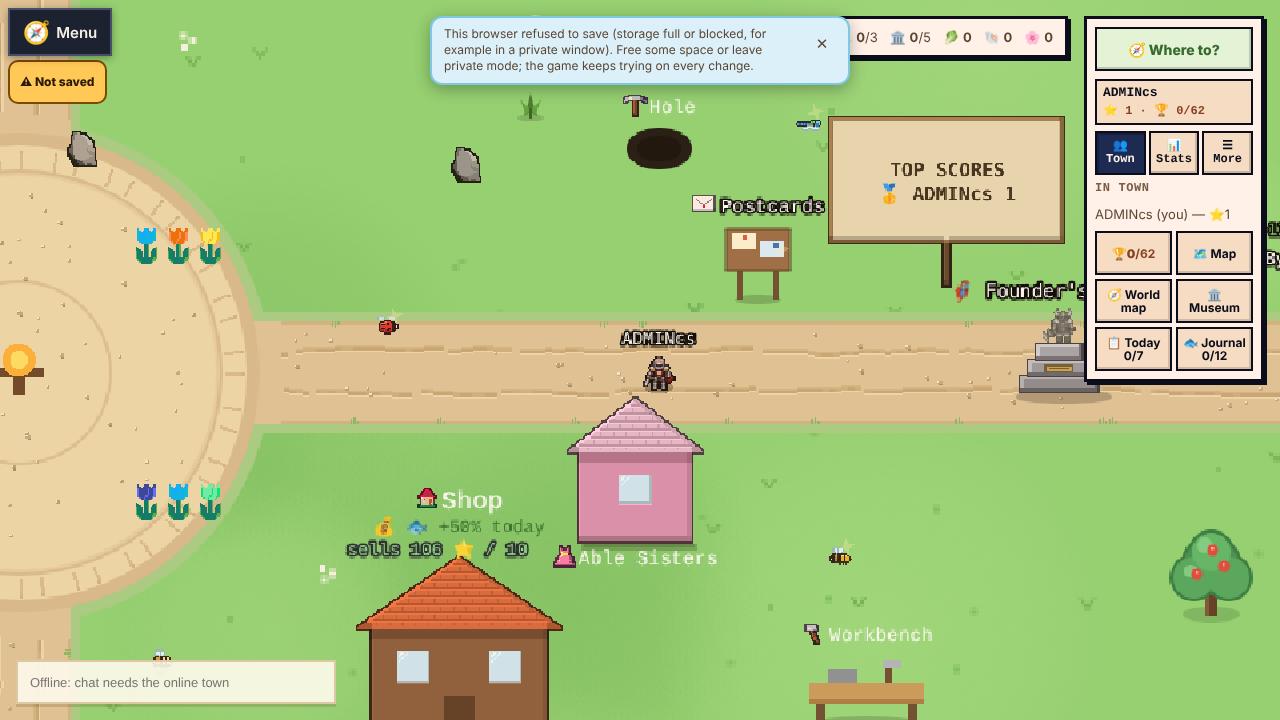 Menu
Not saved
This browser refused to save (storage full or blocked, for
example in a private window). Free some space or leave
private mode; the game keeps trying on every change.
0/3 0/5 0 0 0
Where to?
ADMINcs
1 · 0/62
Town Stats More
IN TOWN
ADMINcs (you) — 1
0/62 Map
World map
Museum
Today 0/7
Journal 0/12
Hole
Postcards
TOP SCORES
ADMINcs 1
Founder's
ADMINcs
Shop
+50% today
sells 106 / 10
Able Sisters
Workbench
Offline: chat needs the online town